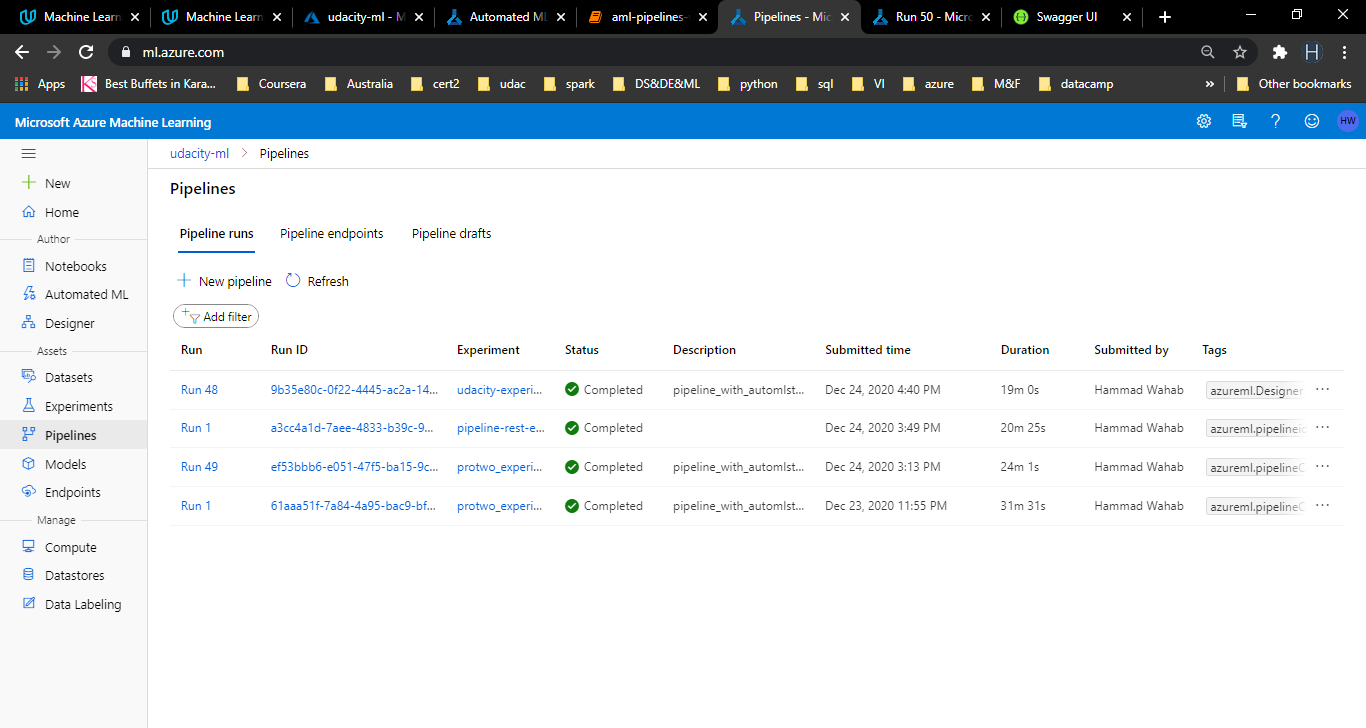 Machine Learn Machine Learn udacity-ml - M Automated ML aml-pipelines- Pipelines - Mic Run 50 - Micro Swagger UI
ml.azure.com H
Apps Best Buffets in Kara... Coursera Australia cert2 udac spark DS&DE&ML python sql VI azure M&F datacamp » Other bookmarks
Microsoft Azure Machine Learning HW
udacity-ml > Pipelines
New
Home
Author
Notebooks
Automated ML
Designer
Assets
Datasets
Experiments
Pipelines
Models
Endpoints
Manage
Compute
Datastores
Data Labeling
Pipelines
Pipeline runs Pipeline endpoints Pipeline drafts
New pipeline Refresh
Add filter
Run Run ID Experiment Status Description Submitted time Duration Submitted by Tags
Run 48 9b35e80c-0f22-4445-ac2a-14... udacity-experi... Completed pipeline_with_automlst... Dec 24, 2020 4:40 PM 19m 0s Hammad Wahab azureml.Designer ...
Run 1 a3cc4a1d-7aee-4833-b39c-9... pipeline-rest-e... Completed Dec 24, 2020 3:49 PM 20m 25s Hammad Wahab azureml.pipelineic ...
Run 49 ef53bbb6-e051-47f5-ba15-9c... protwo_experi... Completed pipeline_with_automlst... Dec 24, 2020 3:13 PM 24m 1s Hammad Wahab azureml.pipelineC ...
Run 1 61aaa51f-7a84-4a95-bac9-bf... protwo_experi... Completed pipeline_with_automlst... Dec 23, 2020 11:55 PM 31m 31s Hammad Wahab azureml.pipelineC ...